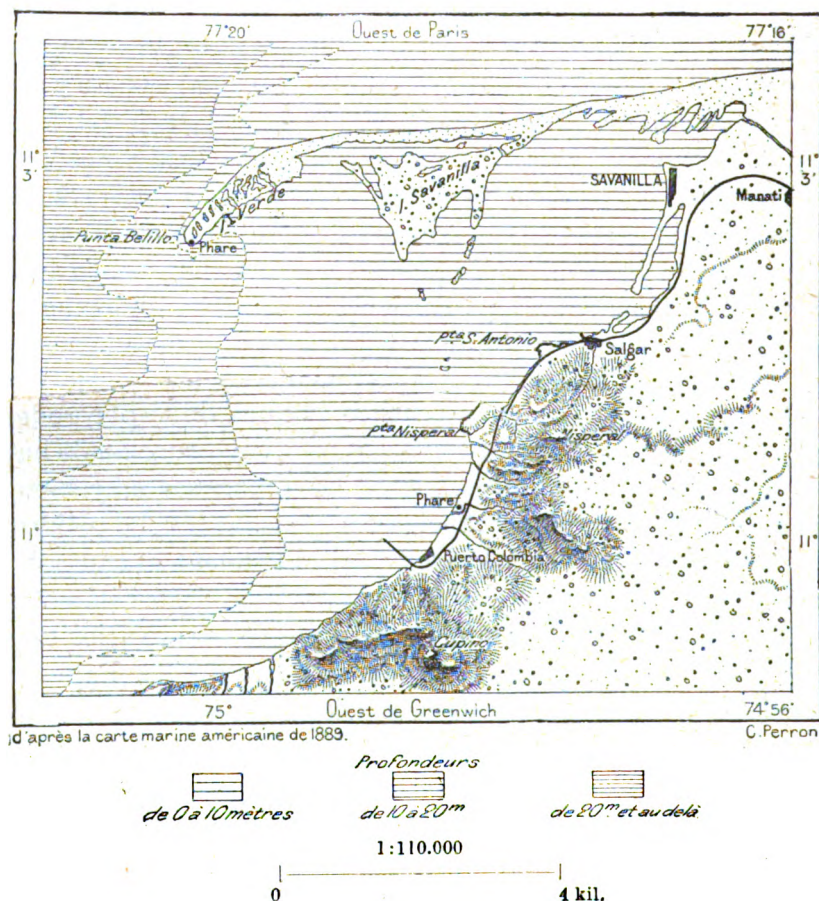 77°20' Ouest de Paris 77°16'
11°
3'
11°
3'
I. Verde
I. Savanilla
SAVANILLA
Manati
Punta Belillo
Phare
pta S. Antonio
Salgar
pta Nisperal
Nisperal
Phare
11°
11°
Puerto Colombia
Cupino
75° Ouest de Greenwich 74°56'
d'après la carte marine américaine de 1889. C. Perron
Profondeurs
de 0 à 10 mètres de 10 à 20m de 20m et au delà
1:110.000
0 4 kil.